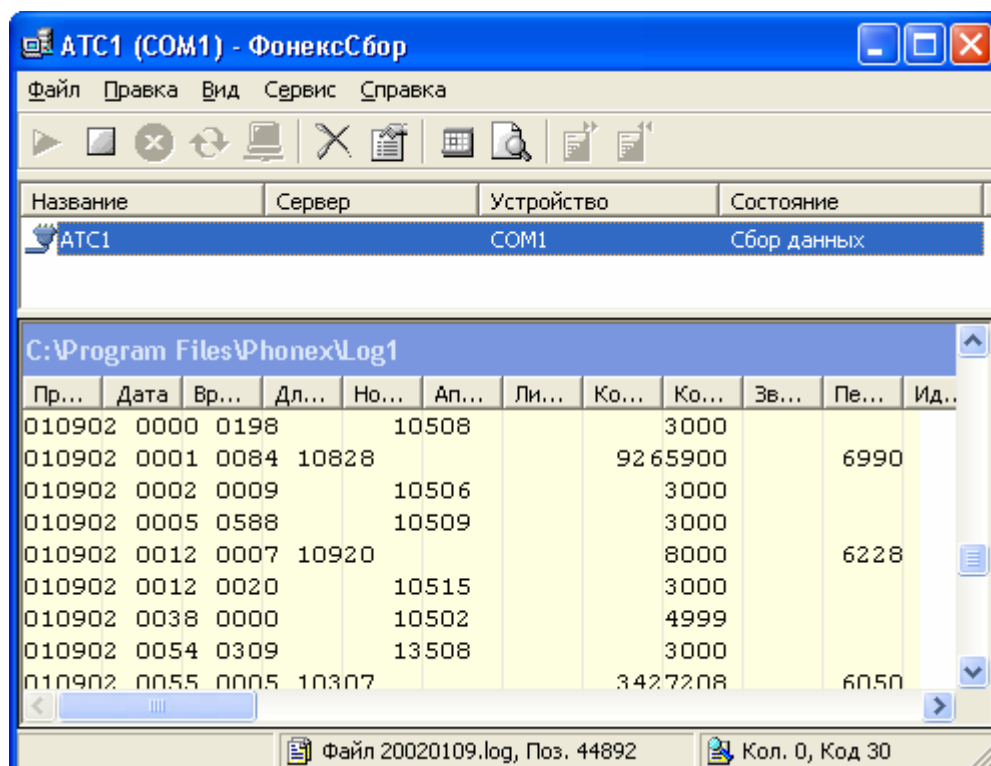 АТС1 (COM1) - ФонексСбор
Файл Правка Вид Сервис Справка
Название Сервер Устройство Состояние
АТС1 COM1 Сбор данных
C:\Program Files\Phonex\Log1
Пр... Дата Вр... Дл... Но... Ап... Ли... Ко... Ко... Зв... Пе... Ид..
010902 0000 0198 10508 3000
010902 0001 0084 10828 9265900 6990
010902 0002 0009 10506 3000
010902 0005 0588 10509 3000
010902 0012 0007 10920 8000 6228
010902 0012 0020 10515 3000
010902 0038 0000 10502 4999
010902 0054 0309 13508 3000
010902 0055 0005 10307 3427208 6050
Файл 20020109.log, Поз. 44892 Кол. 0, Код 30